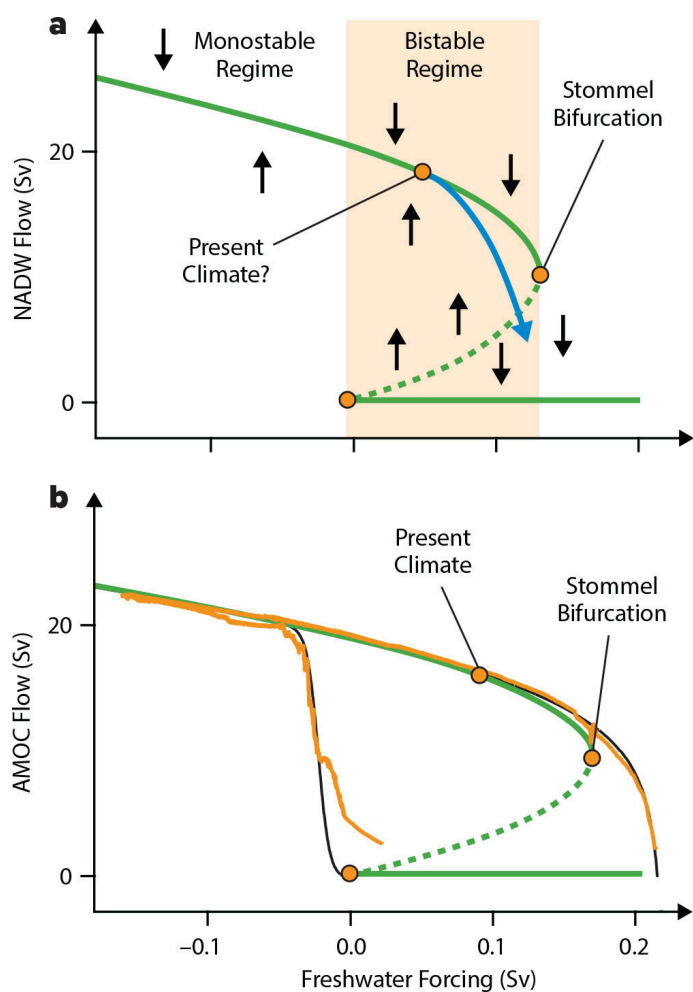 a
Monostable
Regime
Bistable
Regime
Stommel
Bifurcation
20
Present
Climate?
NADW Flow (Sv)
0
b
Present
Climate
Stommel
Bifurcation
20
AMOC Flow (Sv)
0
–0.1
0.0
0.1
0.2
Freshwater Forcing (Sv)